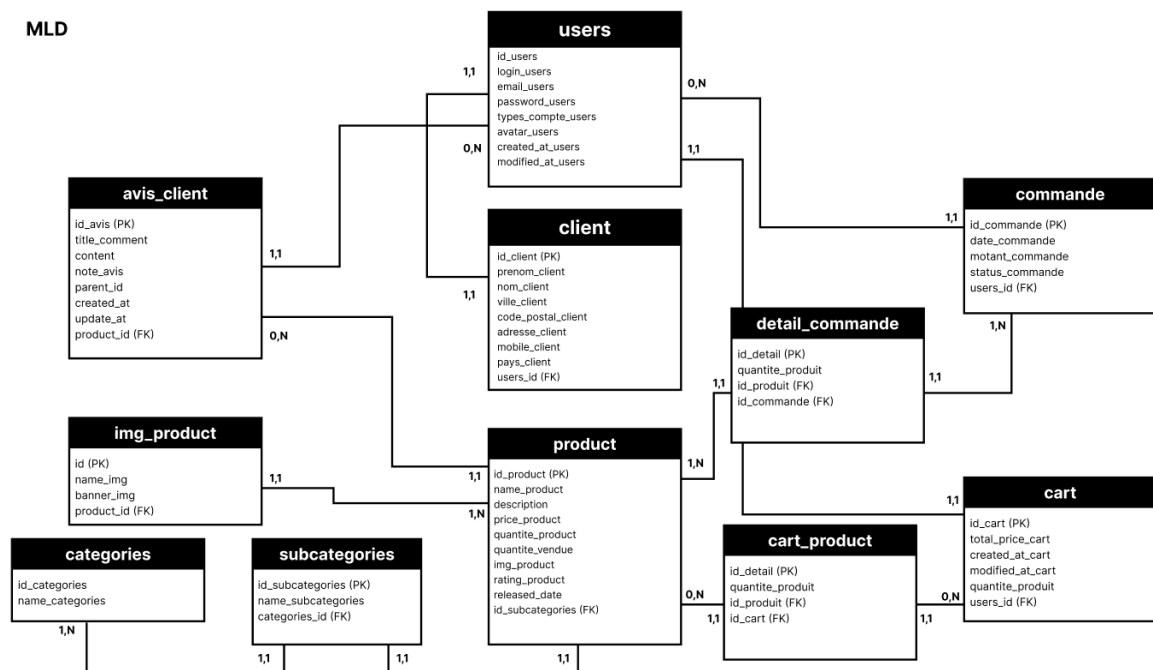 MLD
users
id_users
login_users
email_users
password_users
types_compte_users
avatar_users
created_at_users
modified_at_users
1,1
0,N
0,N
1,1
avis_client
id_avis (PK)
title_comment
content
note_avis
parent_id
created_at
update_at
product_id (FK)
1,1
0,N
client
id_client (PK)
prenom_client
nom_client
ville_client
code_postal_client
adresse_client
mobile_client
pays_client
users_id (FK)
1,1
commande
id_commande (PK)
date_commande
motant_commande
status_commande
users_id (FK)
1,1
1,N
detail_commande
id_detail (PK)
quantite_produit
id_produit (FK)
id_commande (FK)
1,1
1,1
img_product
id (PK)
name_img
banner_img
product_id (FK)
1,1
product
id_product (PK)
name_product
description
price_product
quantite_product
quantite_vendue
img_product
rating_product
released_date
id_subcategories (FK)
1,1
1,N
1,N
0,N
1,1
cart
id_cart (PK)
total_price_cart
created_at_cart
modified_at_cart
quantite_produit
users_id (FK)
1,1
0,N
cart_product
id_detail (PK)
quantite_produit
id_produit (FK)
id_cart (FK)
1,1
1,1
categories
id_categories
name_categories
1,N
subcategories
id_subcategories (PK)
name_subcategories
categories_id (FK)
1,1
1,1